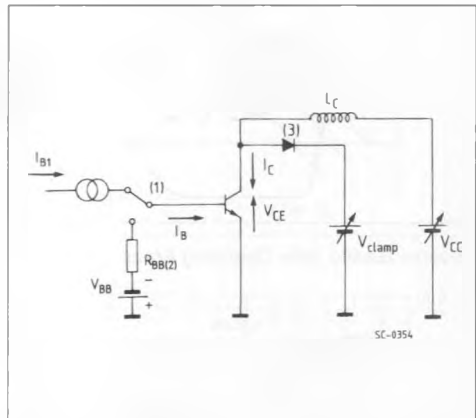 L_C
(3)
I_B1
(1)
I_C
I_B
V_CE
R_BB(2)
V_clamp
V_CC
V_BB
−
+
SC-0354